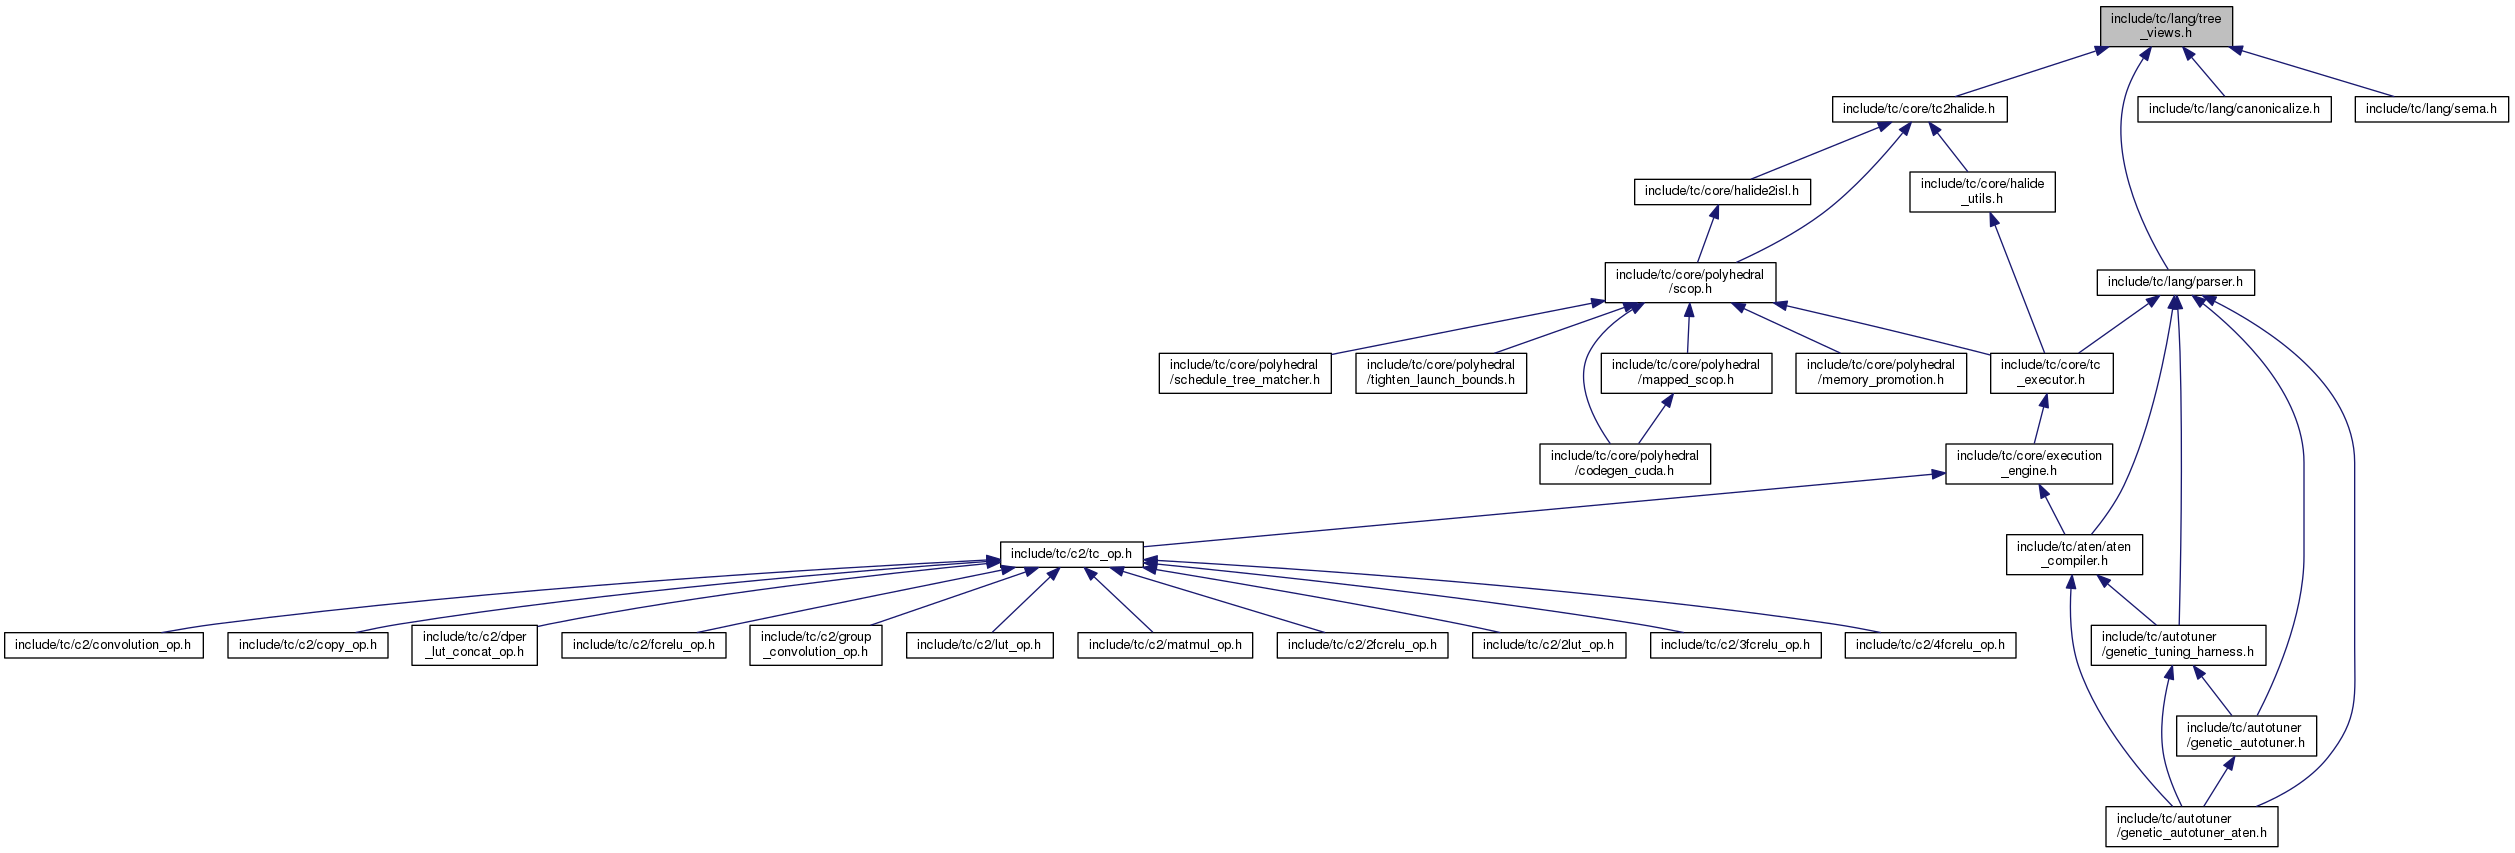 include/tc/lang/tree
_views.h
include/tc/core/tc2halide.h
include/tc/lang/canonicalize.h
include/tc/lang/sema.h
include/tc/core/halide2isl.h
include/tc/core/halide
_utils.h
include/tc/core/polyhedral
/scop.h
include/tc/lang/parser.h
include/tc/core/polyhedral
/schedule_tree_matcher.h
include/tc/core/polyhedral
/tighten_launch_bounds.h
include/tc/core/polyhedral
/mapped_scop.h
include/tc/core/polyhedral
/memory_promotion.h
include/tc/core/tc
_executor.h
include/tc/core/polyhedral
/codegen_cuda.h
include/tc/core/execution
_engine.h
include/tc/c2/tc_op.h
include/tc/aten/aten
_compiler.h
include/tc/c2/convolution_op.h
include/tc/c2/copy_op.h
include/tc/c2/dper
_lut_concat_op.h
include/tc/c2/fcrelu_op.h
include/tc/c2/group
_convolution_op.h
include/tc/c2/lut_op.h
include/tc/c2/matmul_op.h
include/tc/c2/2fcrelu_op.h
include/tc/c2/2lut_op.h
include/tc/c2/3fcrelu_op.h
include/tc/c2/4fcrelu_op.h
include/tc/autotuner
/genetic_tuning_harness.h
include/tc/autotuner
/genetic_autotuner.h
include/tc/autotuner
/genetic_autotuner_aten.h